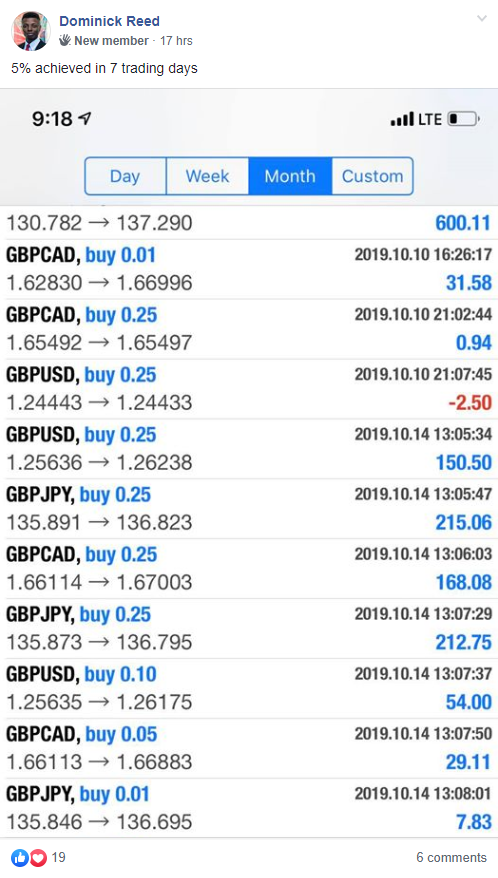 Dominick Reed
New member · 17 hrs
5% achieved in 7 trading days
9:18 LTE
Day Week Month Custom
130.782 → 137.290 600.11
GBPCAD, buy 0.01 2019.10.10 16:26:17
1.62830 → 1.66996 31.58
GBPCAD, buy 0.25 2019.10.10 21:02:44
1.65492 → 1.65497 0.94
GBPUSD, buy 0.25 2019.10.10 21:07:45
1.24443 → 1.24433 -2.50
GBPUSD, buy 0.25 2019.10.14 13:05:34
1.25636 → 1.26238 150.50
GBPJPY, buy 0.25 2019.10.14 13:05:47
135.891 → 136.823 215.06
GBPCAD, buy 0.25 2019.10.14 13:06:03
1.66114 → 1.67003 168.08
GBPJPY, buy 0.25 2019.10.14 13:07:29
135.873 → 136.795 212.75
GBPUSD, buy 0.10 2019.10.14 13:07:37
1.25635 → 1.26175 54.00
GBPCAD, buy 0.05 2019.10.14 13:07:50
1.66113 → 1.66883 29.11
GBPJPY, buy 0.01 2019.10.14 13:08:01
135.846 → 136.695 7.83
19 6 comments